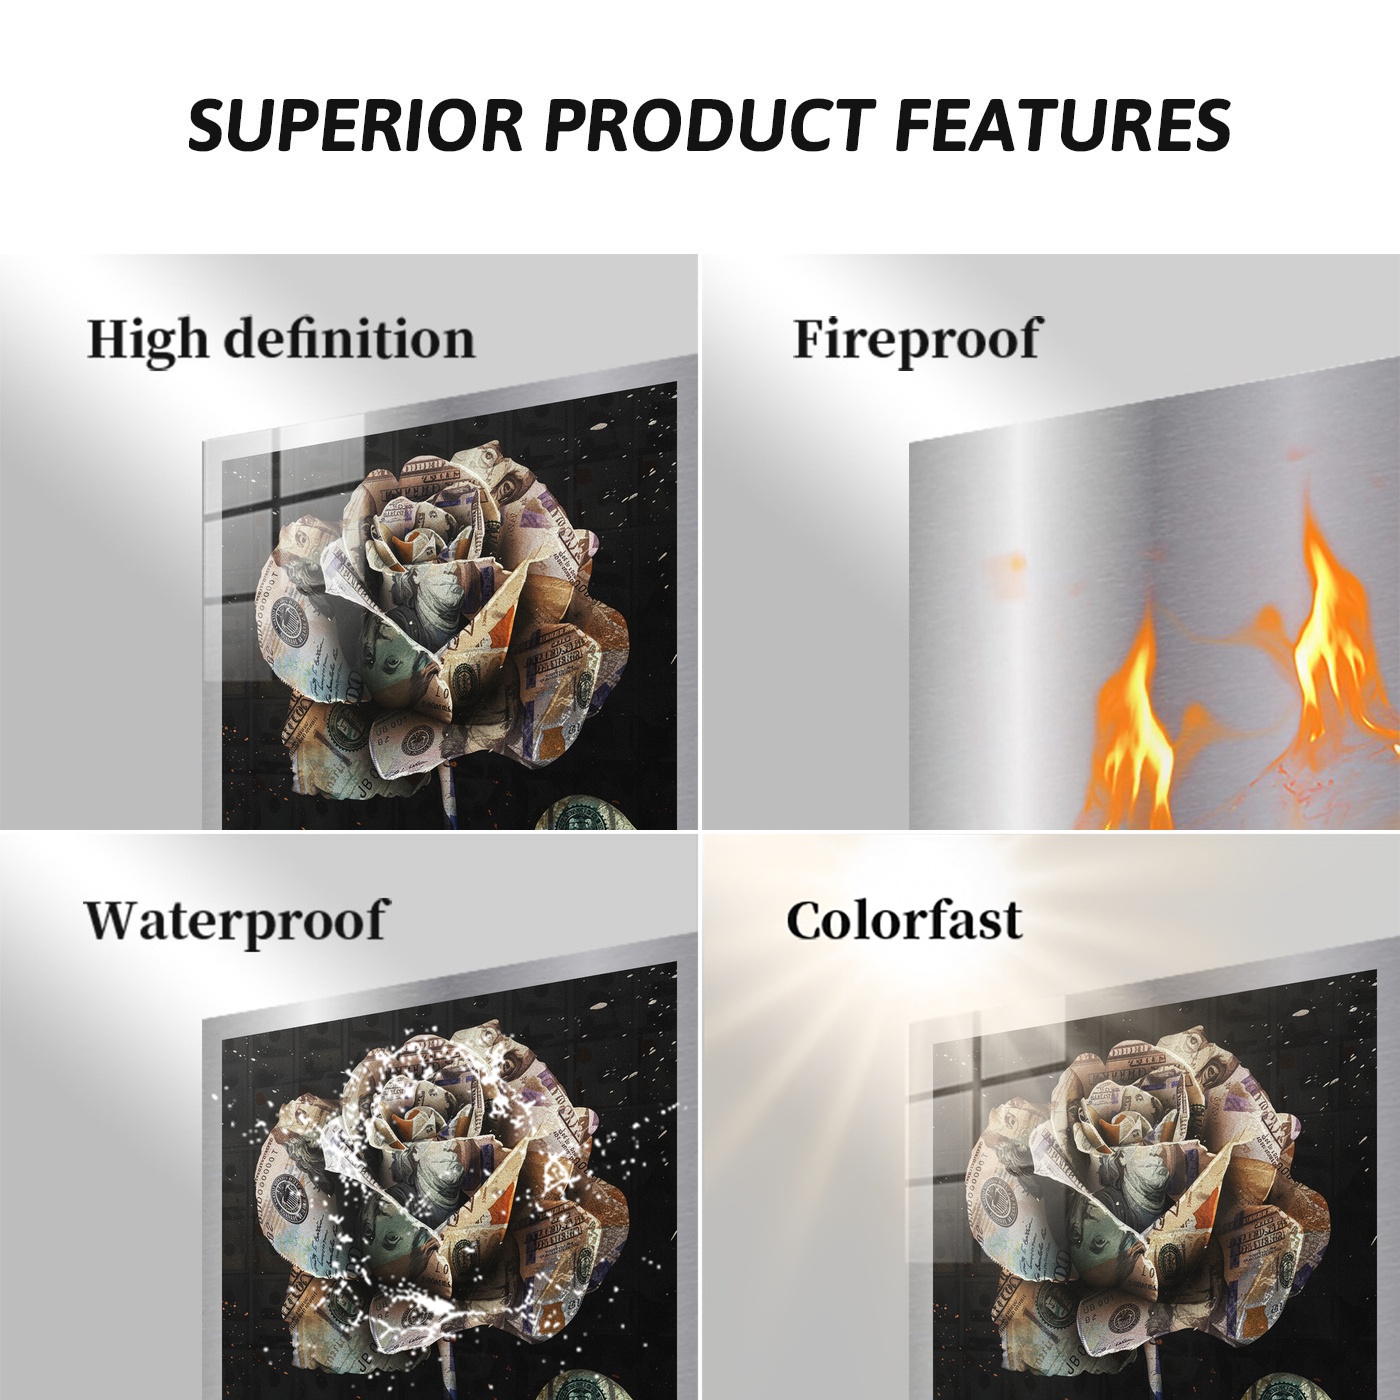 SUPERIOR PRODUCT FEATURES
High definition
Fireproof
Waterproof
Colorfast